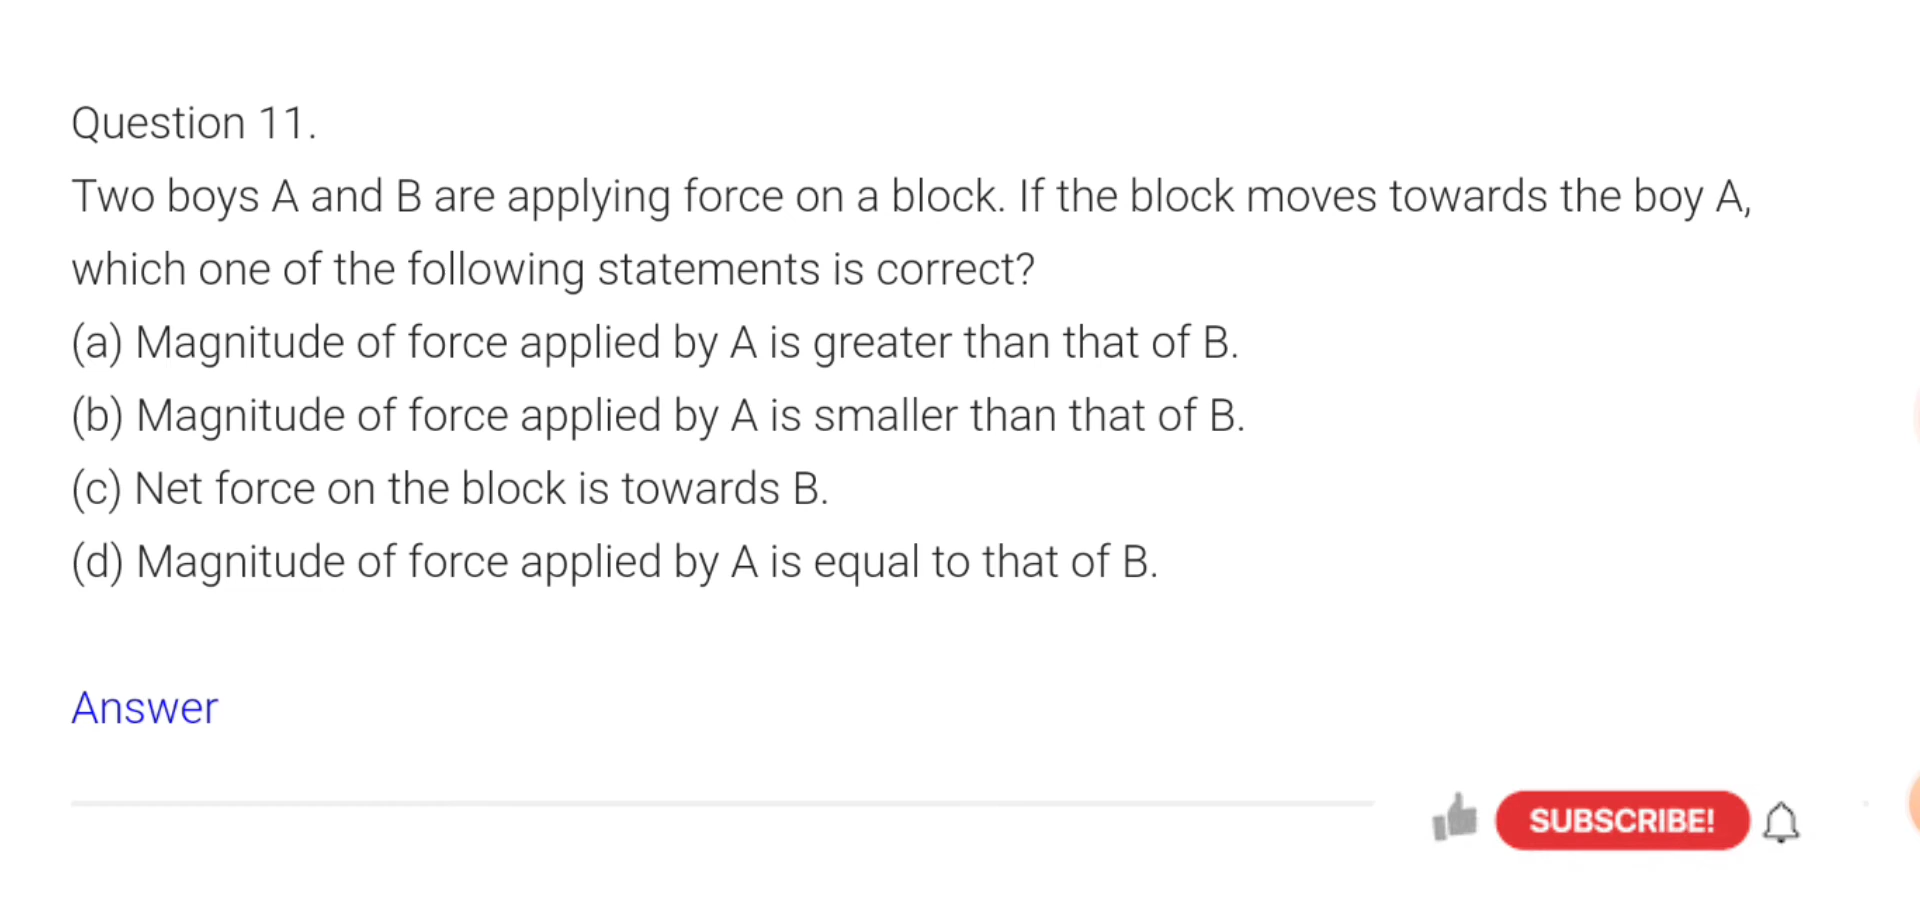 Question 11.
Two boys A and B are applying force on a block. If the block moves towards the boy A,
which one of the following statements is correct?
(a) Magnitude of force applied by A is greater than that of B.
(b) Magnitude of force applied by A is smaller than that of B.
(c) Net force on the block is towards B.
(d) Magnitude of force applied by A is equal to that of B.
Answer
SUBSCRIBE!